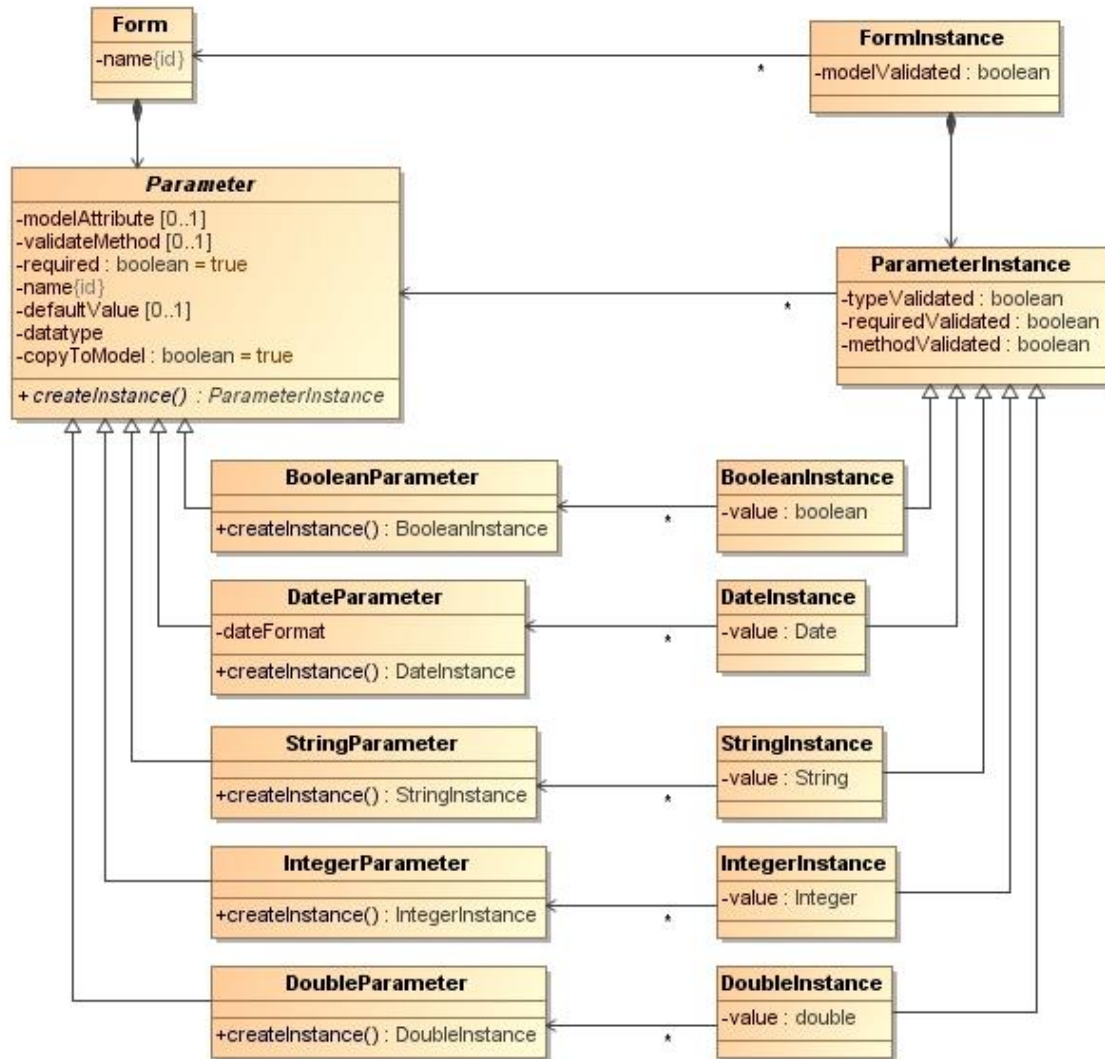 Form
-name{id}
FormInstance
-modelValidated : boolean
*
Parameter
-modelAttribute [0..1]
-validateMethod [0..1]
-required : boolean = true
-name{id}
-defaultValue [0..1]
-datatype
-copyToModel : boolean = true
+createInstance() : ParameterInstance
ParameterInstance
-typeValidated : boolean
-requiredValidated : boolean
-methodValidated : boolean
*
BooleanParameter
+createInstance() : BooleanInstance
BooleanInstance
-value : boolean
*
DateParameter
-dateFormat
+createInstance() : DateInstance
DateInstance
-value : Date
*
StringParameter
+createInstance() : StringInstance
StringInstance
-value : String
*
IntegerParameter
+createInstance() : IntegerInstance
IntegerInstance
-value : Integer
*
DoubleParameter
+createInstance() : DoubleInstance
DoubleInstance
-value : double
*